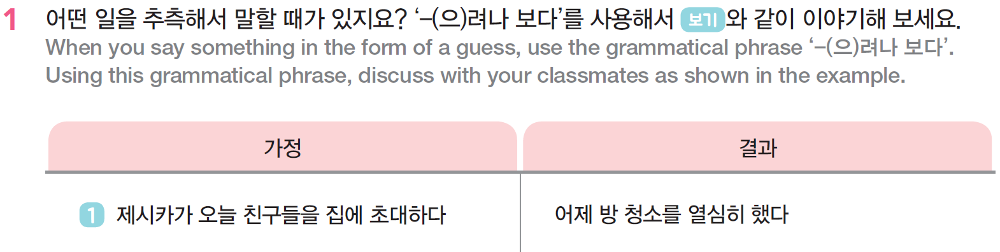 1 어떤 일을 추측해서 말할 때가 있지요? ‘–(으)려나 보다’를 사용해서 보기와 같이 이야기해 보세요.
When you say something in the form of a guess, use the grammatical phrase ‘–(으)려나 보다’.
Using this grammatical phrase, discuss with your classmates as shown in the example.
가정 결과
1 제시카가 오늘 친구들을 집에 초대하다 어제 방 청소를 열심히 했다